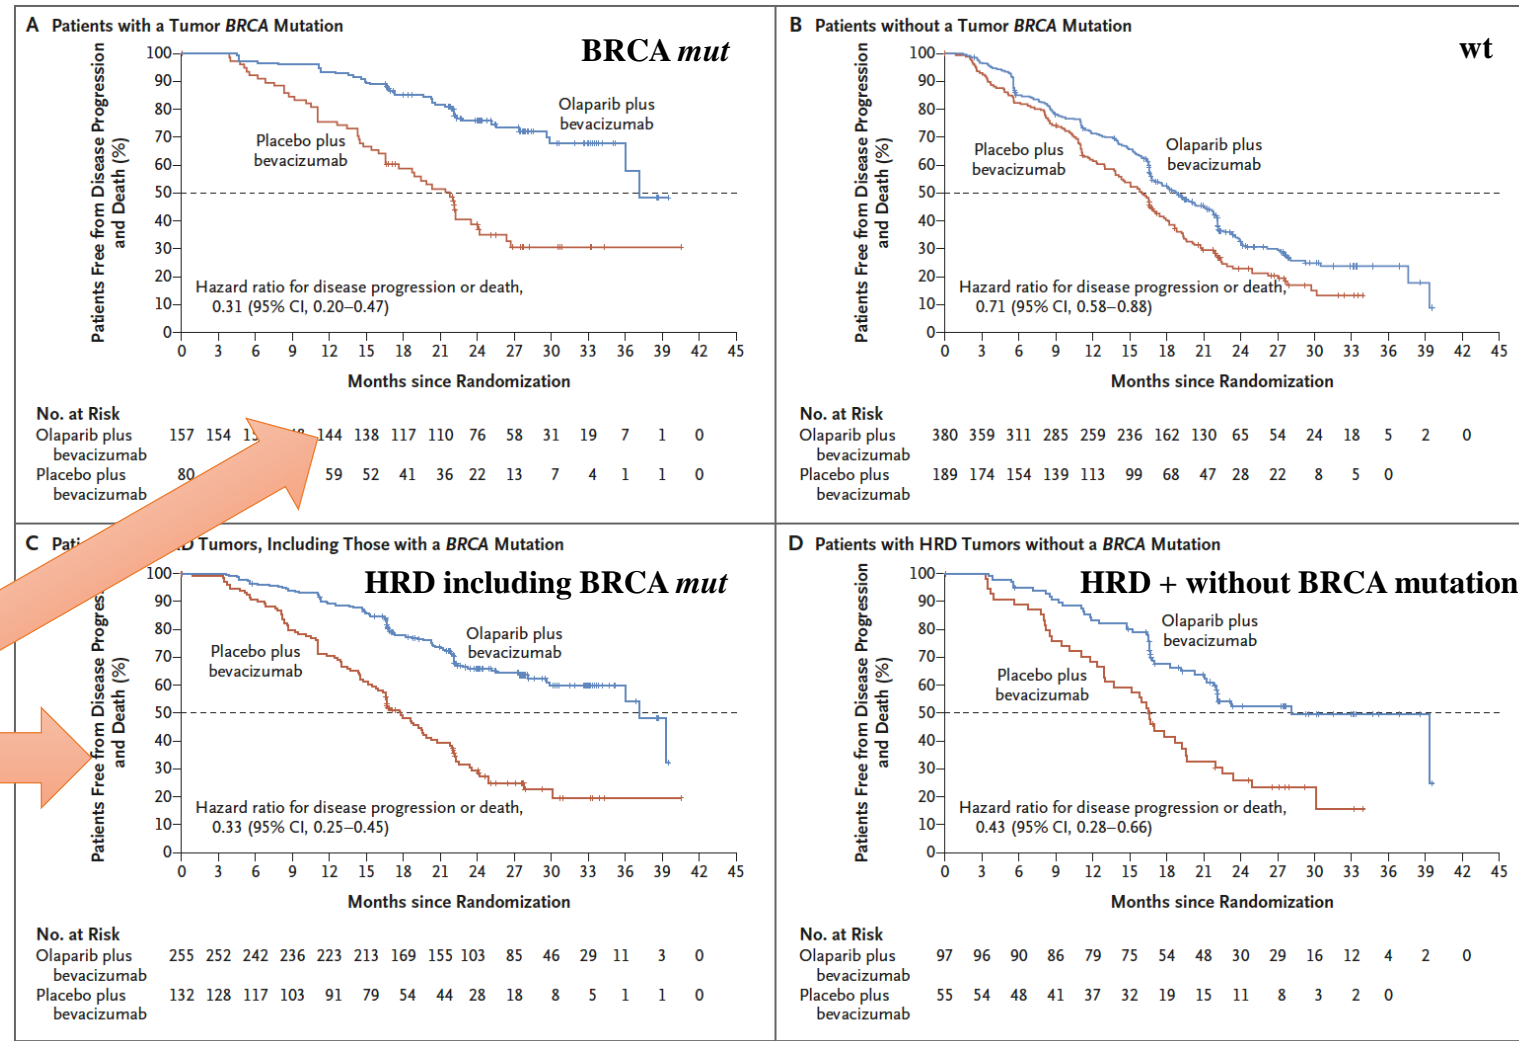 A Patients with a Tumor BRCA Mutation
BRCA mut
Patients Free from Disease Progression
and Death (%)
100
90
80
70
60
50
40
30
20
10
0
Olaparib plus
bevacizumab
Placebo plus
bevacizumab
Hazard ratio for disease progression or death,
0.31 (95% CI, 0.20–0.47)
0 3 6 9 12 15 18 21 24 27 30 33 36 39 42 45
Months since Randomization
No. at Risk
Olaparib plus
bevacizumab
157 154 144 138 117 110 76 58 31 19 7 1 0
Placebo plus
bevacizumab
80 59 52 41 36 22 13 7 4 1 1 0
B Patients without a Tumor BRCA Mutation
wt
Patients Free from Disease Progression
and Death (%)
100
90
80
70
60
50
40
30
20
10
0
Olaparib plus
bevacizumab
Placebo plus
bevacizumab
Hazard ratio for disease progression or death,
0.71 (95% CI, 0.58–0.88)
0 3 6 9 12 15 18 21 24 27 30 33 36 39 42 45
Months since Randomization
No. at Risk
Olaparib plus
bevacizumab
380 359 311 285 259 236 162 130 65 54 24 18 5 2 0
Placebo plus
bevacizumab
189 174 154 139 113 99 68 47 28 22 8 5 0
C Tumors, Including Those with a BRCA Mutation
HRD including BRCA mut
Patients Free from Disease
and Death (%)
100
90
80
70
60
50
40
30
20
10
0
Olaparib plus
bevacizumab
Placebo plus
bevacizumab
Hazard ratio for disease progression or death,
0.33 (95% CI, 0.25–0.45)
0 3 6 9 12 15 18 21 24 27 30 33 36 39 42 45
Months since Randomization
No. at Risk
Olaparib plus
bevacizumab
255 252 242 236 223 213 169 155 103 85 46 29 11 3 0
Placebo plus
bevacizumab
132 128 117 103 91 79 54 44 28 18 8 5 1 1 0
D Patients with HRD Tumors without a BRCA Mutation
HRD + without BRCA mutation
Patients Free from Disease Progression
and Death (%)
100
90
80
70
60
50
40
30
20
10
0
Olaparib plus
bevacizumab
Placebo plus
bevacizumab
Hazard ratio for disease progression or death,
0.43 (95% CI, 0.28–0.66)
0 3 6 9 12 15 18 21 24 27 30 33 36 39 42 45
Months since Randomization
No. at Risk
Olaparib plus
bevacizumab
97 96 90 86 79 75 54 48 30 29 16 12 4 2 0
Placebo plus
bevacizumab
55 54 48 41 37 32 19 15 11 8 3 2 0